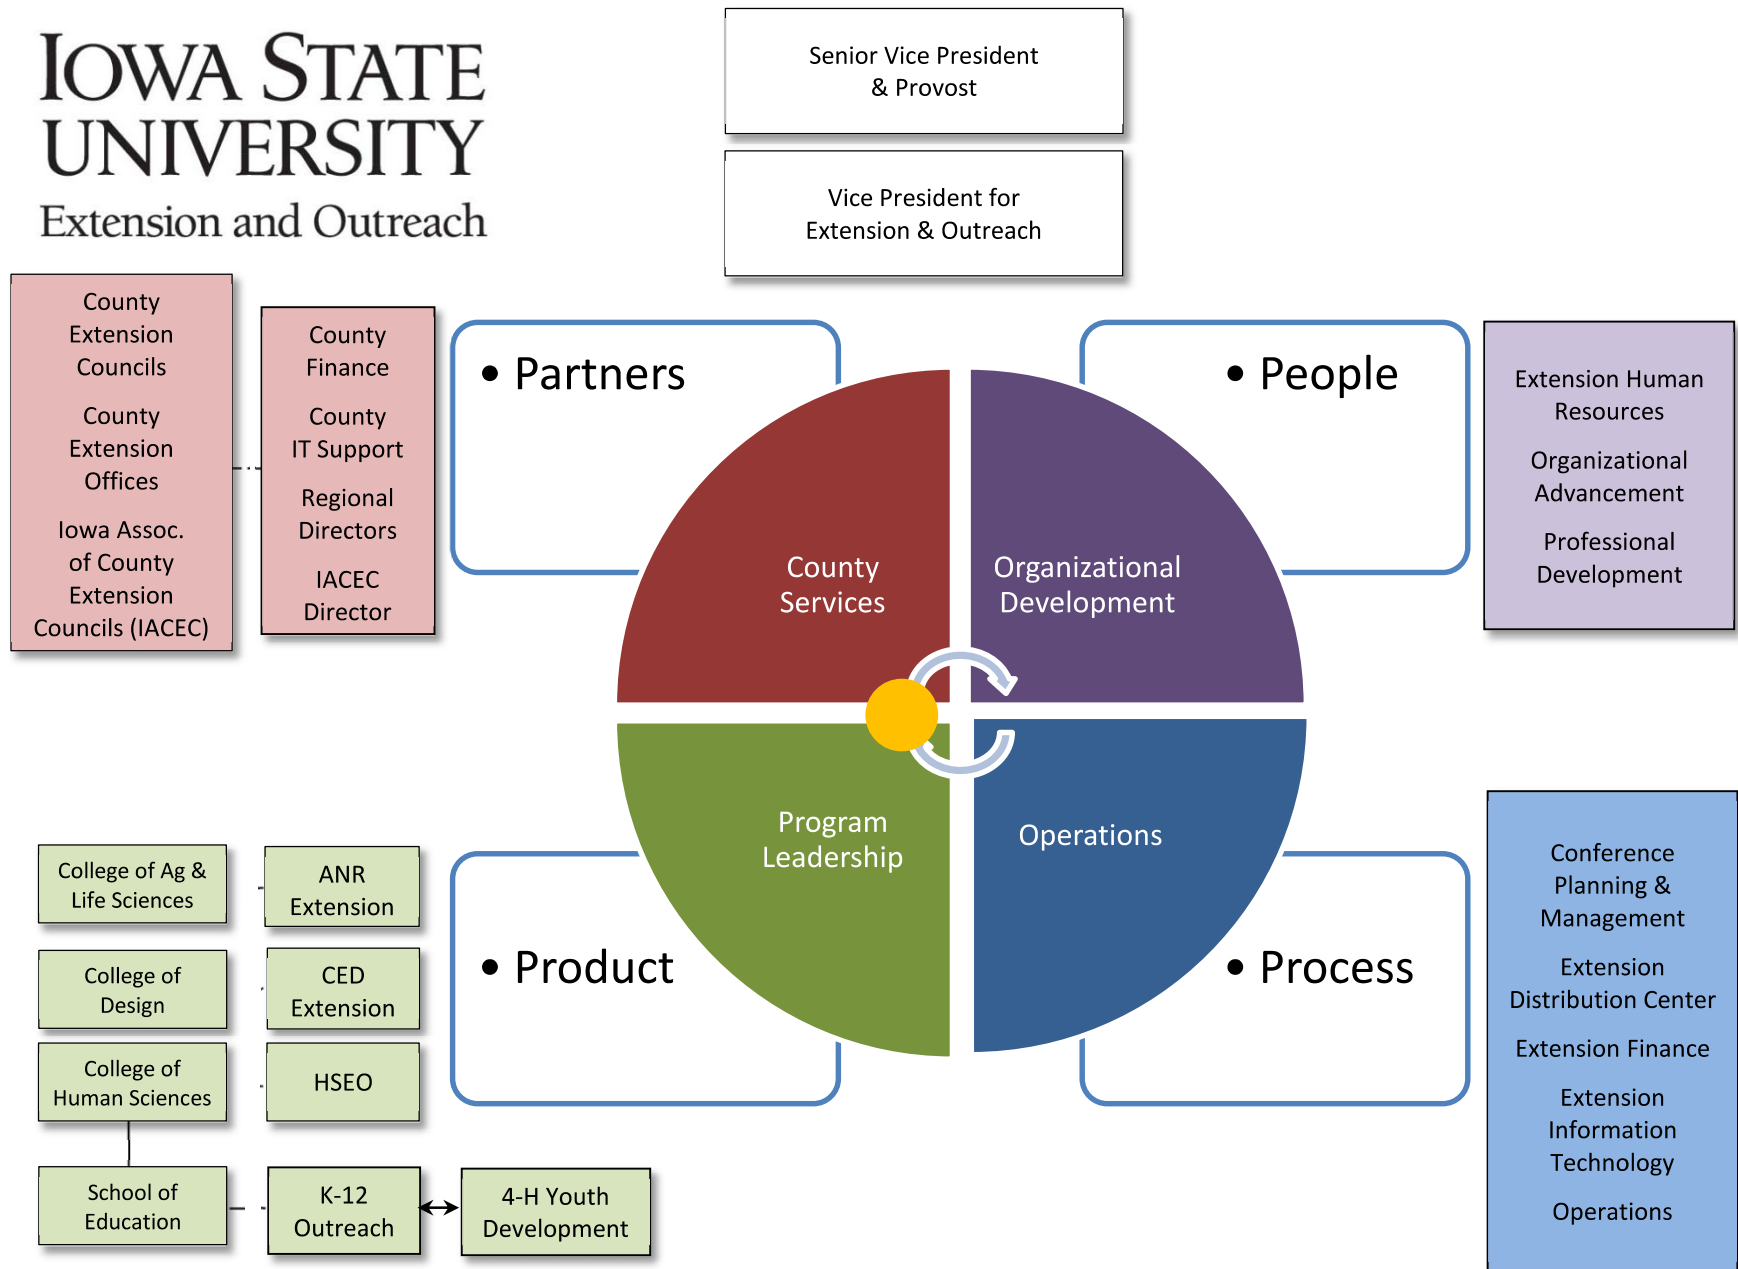 IOWA STATE
UNIVERSITY
Extension and Outreach
Senior Vice President
& Provost
Vice President for
Extension & Outreach
County
Extension
Councils
County
Extension
Offices
Iowa Assoc.
of County
Extension
Councils (IACEC)
County
Finance
County
IT Support
Regional
Directors
IACEC
Director
• Partners
• People
Extension Human
Resources
Organizational
Advancement
Professional
Development
County
Services
Organizational
Development
Program
Leadership
Operations
College of Ag &
Life Sciences
ANR
Extension
College of
Design
CED
Extension
College of
Human Sciences
HSEO
School of
Education
K-12
Outreach
4-H Youth
Development
• Product
• Process
Conference
Planning &
Management
Extension
Distribution Center
Extension Finance
Extension
Information
Technology
Operations